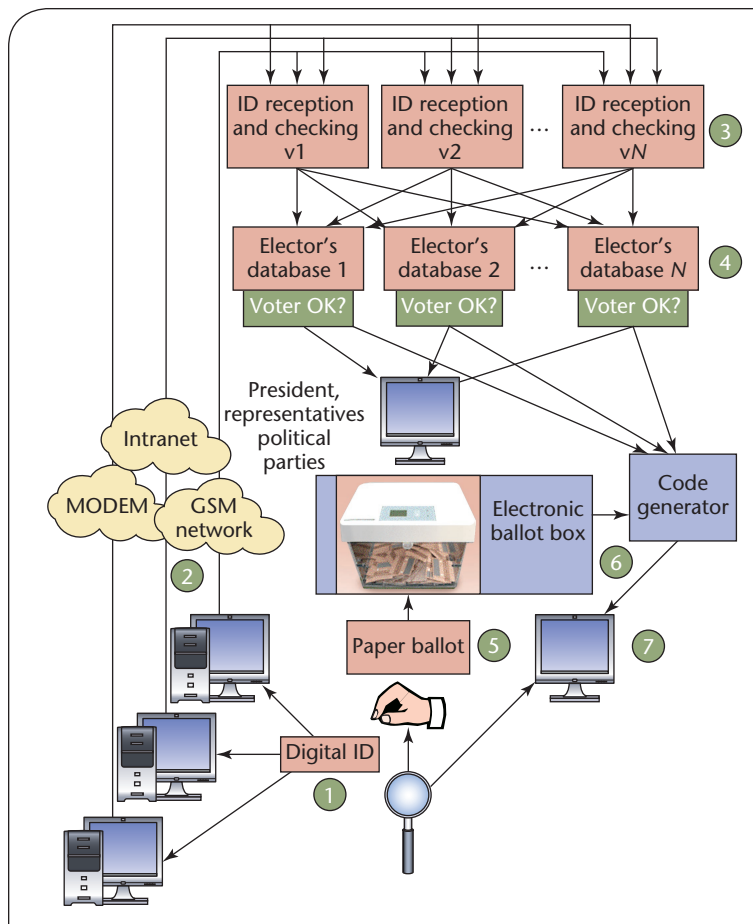 ID reception
and checking
v1
ID reception
and checking
v2
...
ID reception
and checking
vN
3
Elector's
database 1
Elector's
database 2
...
Elector's
database N
4
Voter OK?
Voter OK?
Voter OK?
President,
representatives
political
parties
Intranet
MODEM
GSM
network
2
Electronic
ballot box
Code
generator
6
Paper ballot
5
7
Digital ID
1